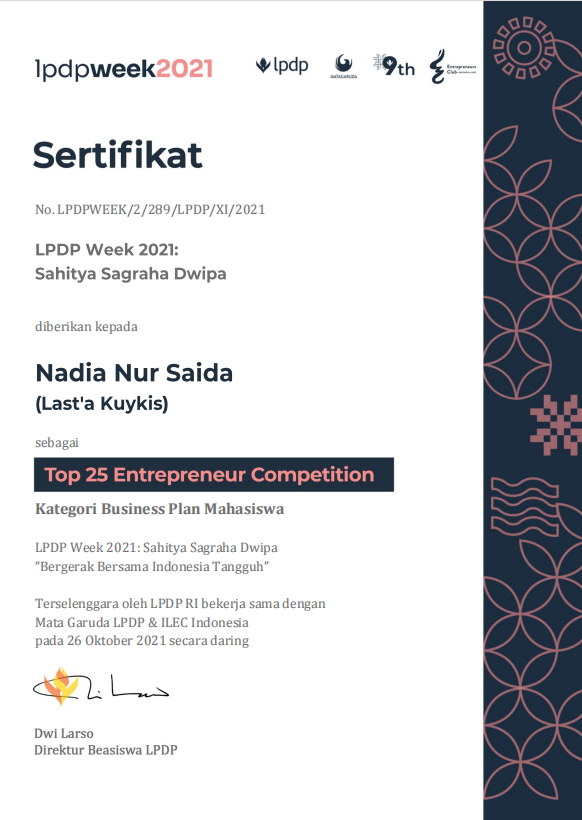 lpdpweek2021
lpdp
MATAGARUDA
9th
Entrepreneurs
Club
Sertifikat
No. LPDPWEEK/2/289/LPDP/XI/2021
LPDP Week 2021:
Sahitya Sagraha Dwipa
diberikan kepada
Nadia Nur Saida
(Last'a Kuykis)
sebagai
Top 25 Entrepreneur Competition
Kategori Business Plan Mahasiswa
LPDP Week 2021: Sahitya Sagraha Dwipa
“Bergerak Bersama Indonesia Tangguh”
Terselenggara oleh LPDP RI bekerja sama dengan
Mata Garuda LPDP & ILEC Indonesia
pada 26 Oktober 2021 secara daring
Dwi Larso
Direktur Beasiswa LPDP